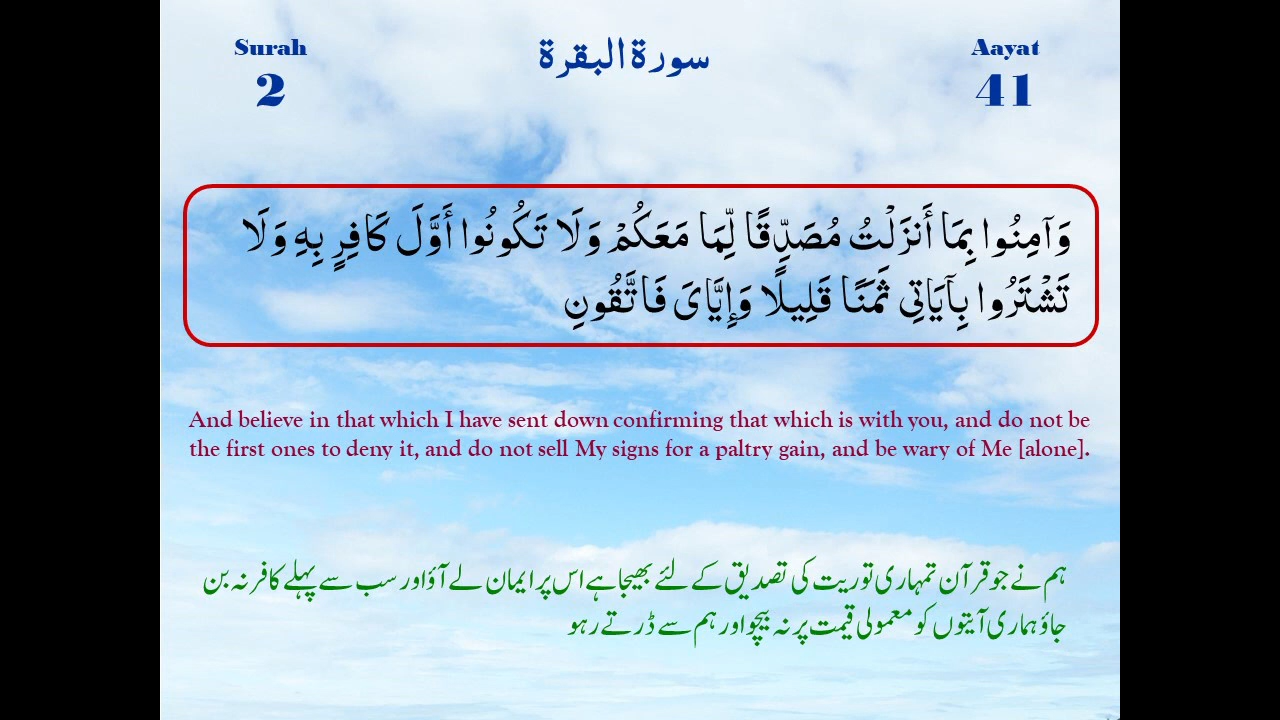 Surah
2
سورة البقرة
Aayat
41
وَآمِنُوا بِمَا أَنزَلْتُ مُصَدِّقًا لِّمَا مَعَكُمْ وَلَا تَكُونُوا أَوَّلَ كَافِرٍ بِهِ وَلَا
تَشْتَرُوا بِآيَاتِي ثَمَنًا قَلِيلًا وَإِيَّايَ فَاتَّقُونِ
And believe in that which I have sent down confirming that which is with you, and do not be
the first ones to deny it, and do not sell My signs for a paltry gain, and be wary of Me [alone].
ہم نے جو قرآن تمہاری توریت کی تصدیق کے لئے بھیجا ہے اس پر ایمان لے آؤ اور سب سے پہلے کافر نہ بن
جاؤ ہماری آیتوں کو معمولی قیمت پر نہ بیچو اور ہم سے ڈرتے رہو